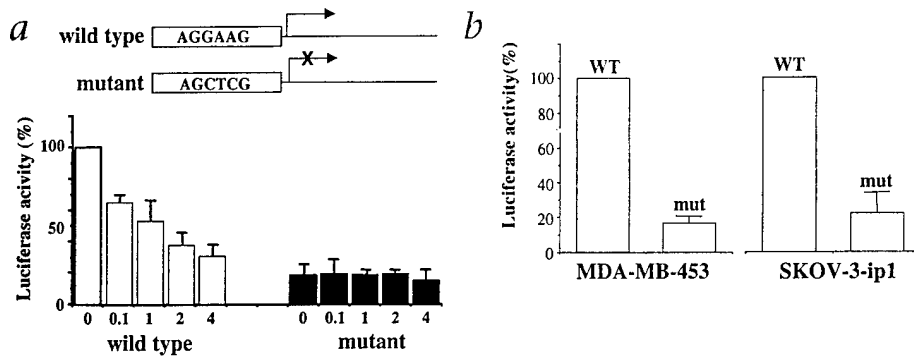 a
wild type AGGAAG
mutant AGCTCG
X
Luciferase acivity (%)
100
50
0
0 0.1 1 2 4 0 0.1 1 2 4
wild type mutant
b
Luciferase activity(%)
100
80
60
40
20
0
WT
mut
WT
mut
MDA-MB-453 SKOV-3-ip1